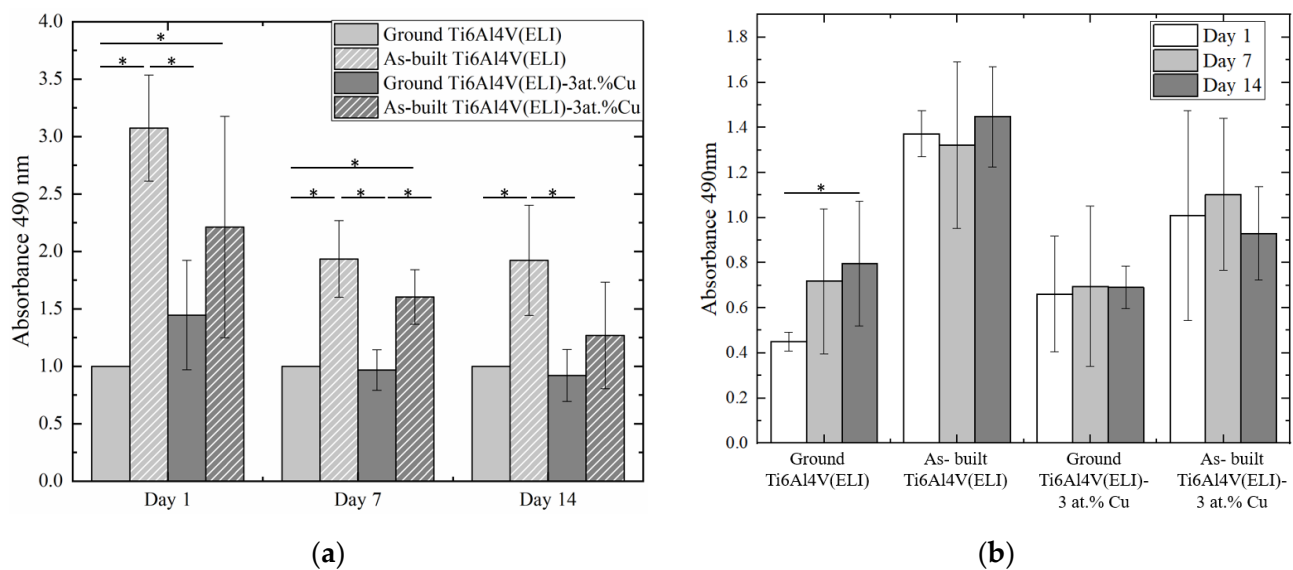 4.0
3.5
3.0
2.5
2.0
1.5
1.0
0.5
0.0
Absorbance 490 nm
Ground Ti6Al4V(ELI)
As-built Ti6Al4V(ELI)
Ground Ti6Al4V(ELI)-3at.%Cu
As-built Ti6Al4V(ELI)-3at.%Cu
*
* *
*
* * *
* *
Day 1 Day 7 Day 14
(a)
1.8
1.6
1.4
1.2
1.0
0.8
0.6
0.4
0.2
0.0
Absorbance 490nm
Day 1
Day 7
Day 14
*
Ground
Ti6Al4V(ELI)
As- built
Ti6Al4V(ELI)
Ground
Ti6Al4V(ELI)-
3 at.% Cu
As- built
Ti6Al4V(ELI)-
3 at.% Cu
(b)